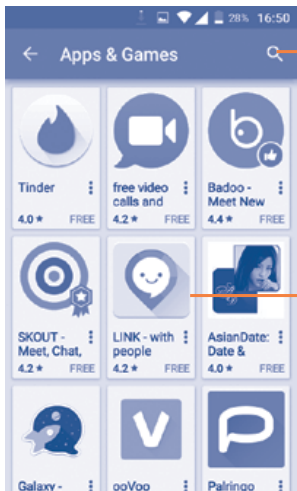 28% 16:50
Apps & Games
Tinder
4.0 ★ FREE
free video
calls and
4.2 ★ FREE
Badoo -
Meet New
4.4 ★ FREE
SKOUT -
Meet, Chat,
4.2 ★ FREE
LINK - with
people
4.2 ★ FREE
AsianDate:
Date &
4.0 ★ FREE
Galaxy -
ooVoo
Palringo